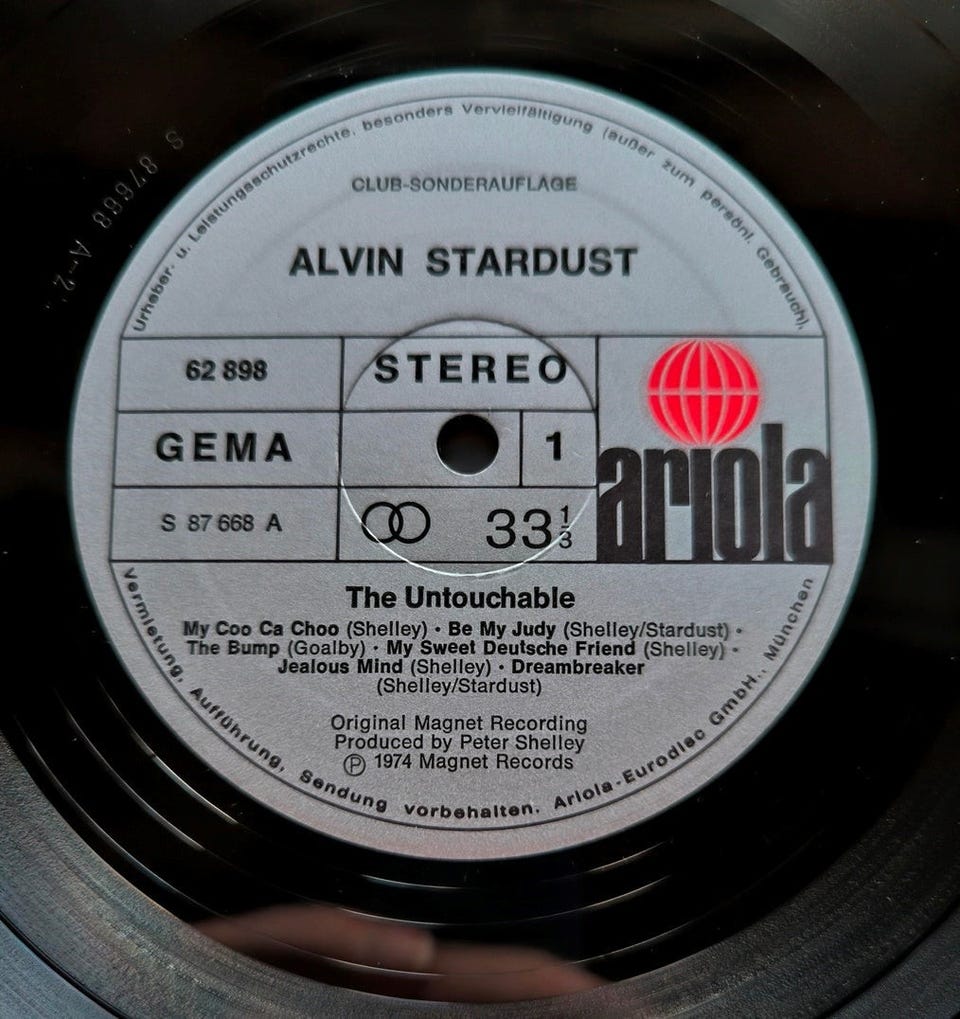 S 87668 A-2
Urheber- u. Leistungsschutzrechte, besonders Vervielfältigung (außer zum persönl. Gebrauch),
CLUB-SONDERAUFLAGE
ALVIN STARDUST
62 898
STEREO
GEMA
1
S 87 668 A
33 1/3
ariola
The Untouchable
My Coo Ca Choo (Shelley) · Be My Judy (Shelley/Stardust) ·
The Bump (Goalby) · My Sweet Deutsche Friend (Shelley) ·
Jealous Mind (Shelley) · Dreambreaker
(Shelley/Stardust)
Original Magnet Recording
Produced by Peter Shelley
Ⓟ 1974 Magnet Records
Vermietung, Aufführung, Sendung vorbehalten. Ariola-Eurodisc GmbH., München